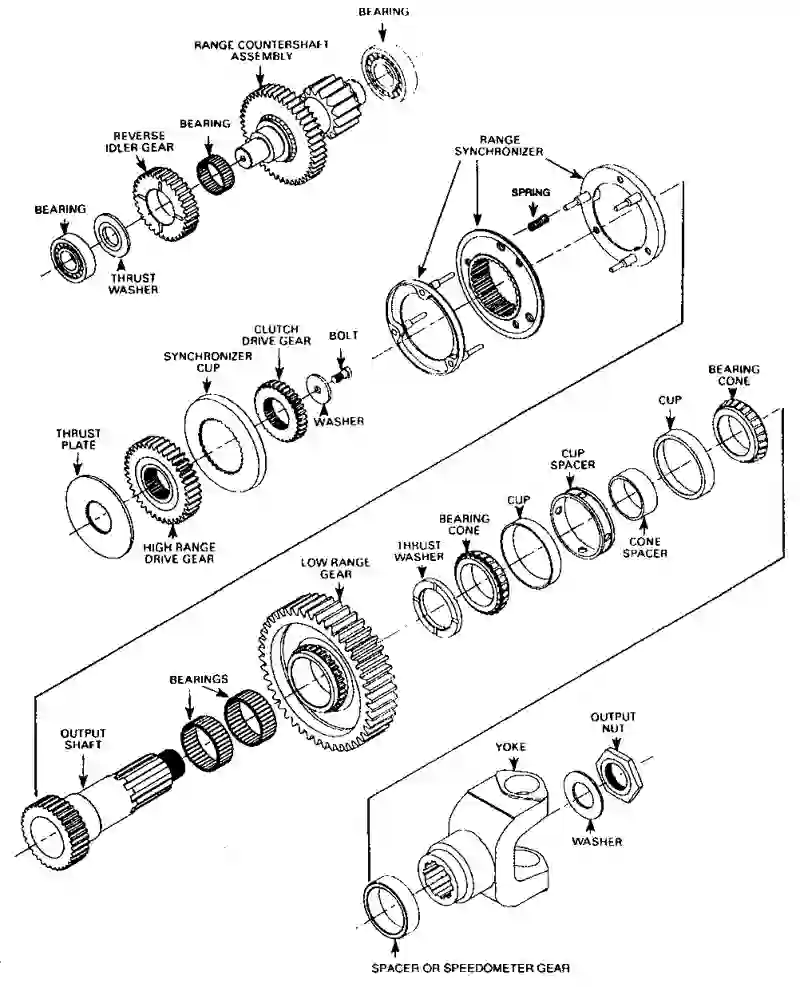 BEARING
RANGE COUNTERSHAFT
ASSEMBLY
BEARING
REVERSE
IDLER GEAR
BEARING
THRUST
WASHER
RANGE
SYNCHRONIZER
SPRING
CLUTCH
DRIVE GEAR
BOLT
SYNCHRONIZER
CUP
WASHER
THRUST
PLATE
HIGH RANGE
DRIVE GEAR
BEARING
CONE
CUP
CUP
SPACER
CONE
SPACER
CUP
BEARING
CONE
THRUST
WASHER
LOW RANGE
GEAR
BEARINGS
OUTPUT
SHAFT
OUTPUT
NUT
YOKE
WASHER
SPACER OR SPEEDOMETER GEAR